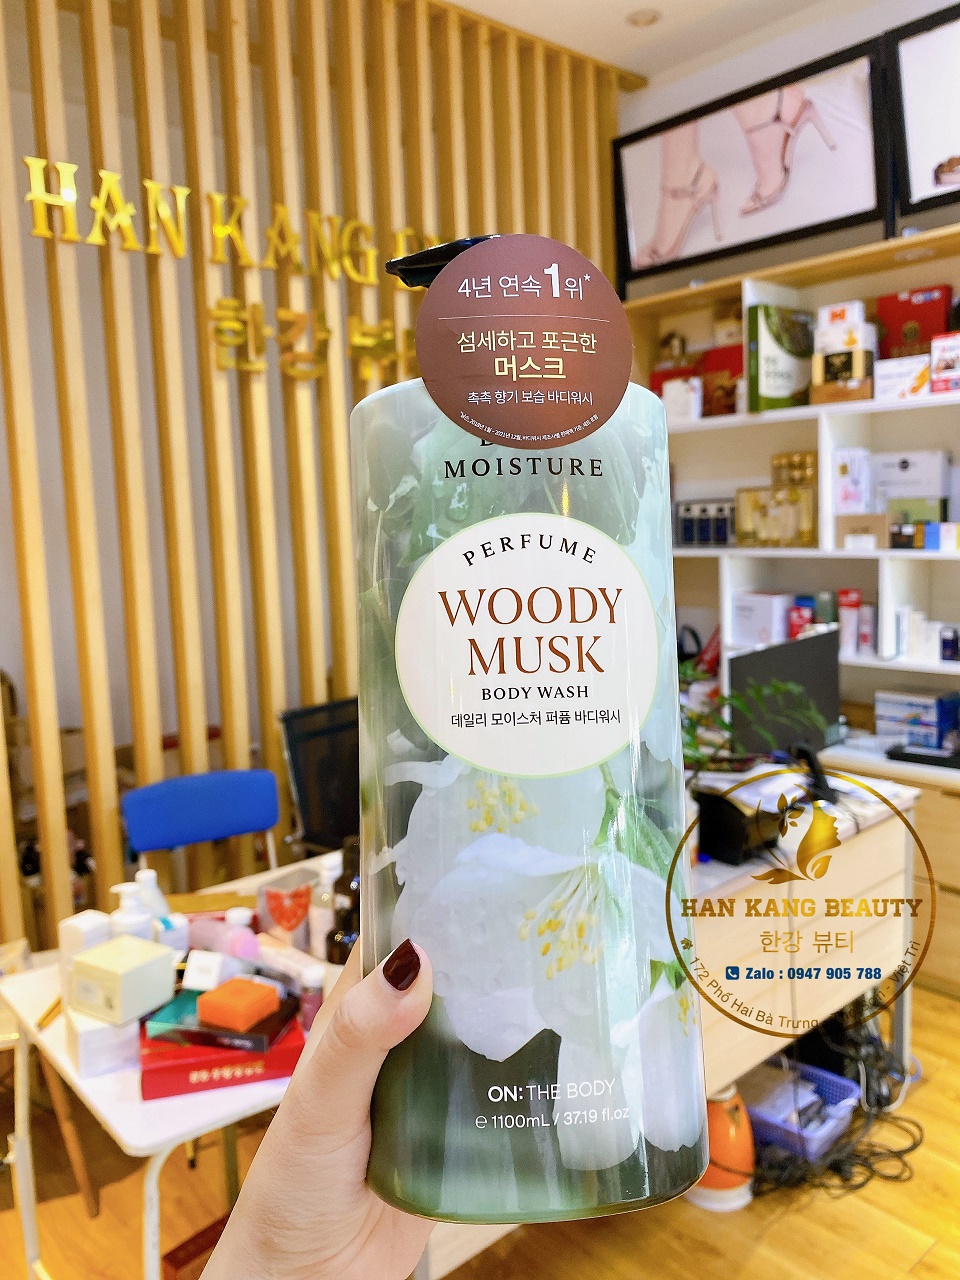 HAN KANG
한강
4년 연속 1위*
섬세하고 포근한
머스크
촉촉 향기 보습 바디워시
MOISTURE
PERFUME
WOODY
MUSK
BODY WASH
데일리 모이스처 퍼퓸 바디워시
ON: THE BODY
℮ 1100mL / 37.19 fl.oz
HAN KANG BEAUTY
한강 뷰티
Zalo : 0947 905 788
172 Phố Hai Bà Trưng
Việt Trì